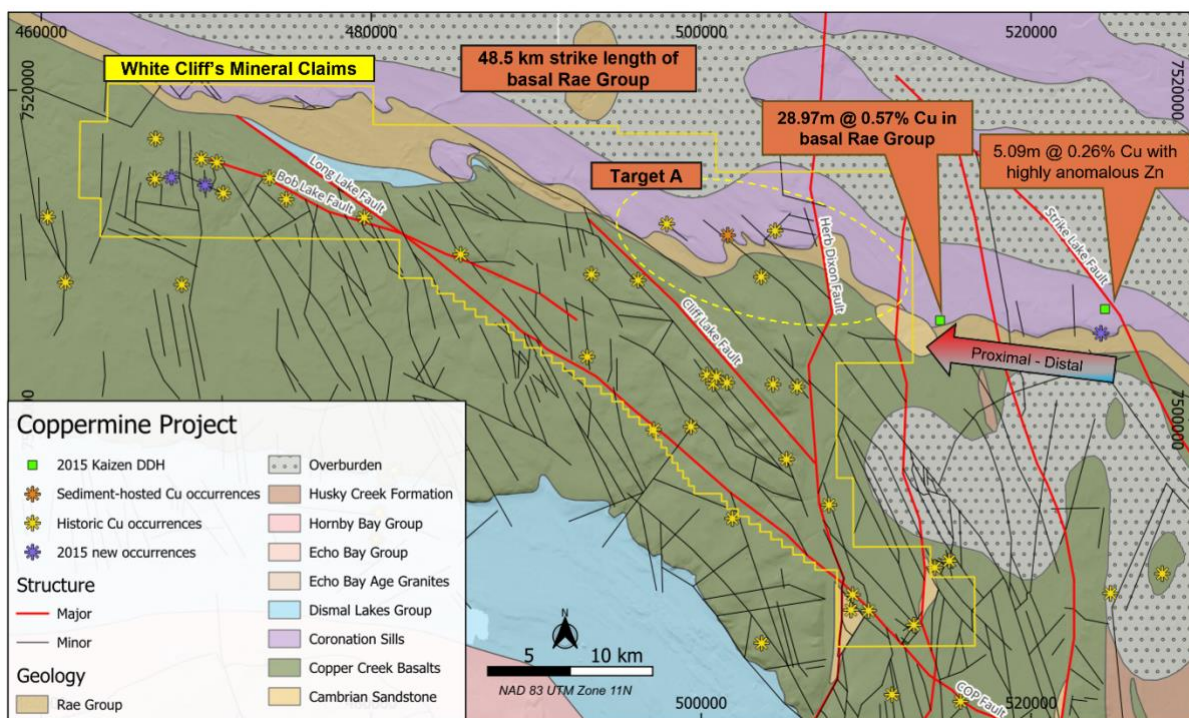 460000
480000
500000
520000
White Cliff's Mineral Claims
48.5 km strike length of
basal Rae Group
7520000
7520000
28.97m @ 0.57% Cu in
basal Rae Group
5.09m @ 0.26% Cu with
highly anomalous Zn
Long Lake Fault
Bob Lake Fault
Target A
Herb Dixon Fault
Strike Lake Fault
Cliff Lake Fault
Proximal - Distal
7500000
Coppermine Project
2015 Kaizen DDH
Sediment-hosted Cu occurrences
Historic Cu occurrences
2015 new occurrences
Structure
Major
Minor
Geology
Rae Group
Overburden
Husky Creek Formation
Hornby Bay Group
Echo Bay Group
Echo Bay Age Granites
Dismal Lakes Group
Coronation Sills
Copper Creek Basalts
Cambrian Sandstone
N
5 10 km
NAD 83 UTM Zone 11N
COP Fault
500000
520000